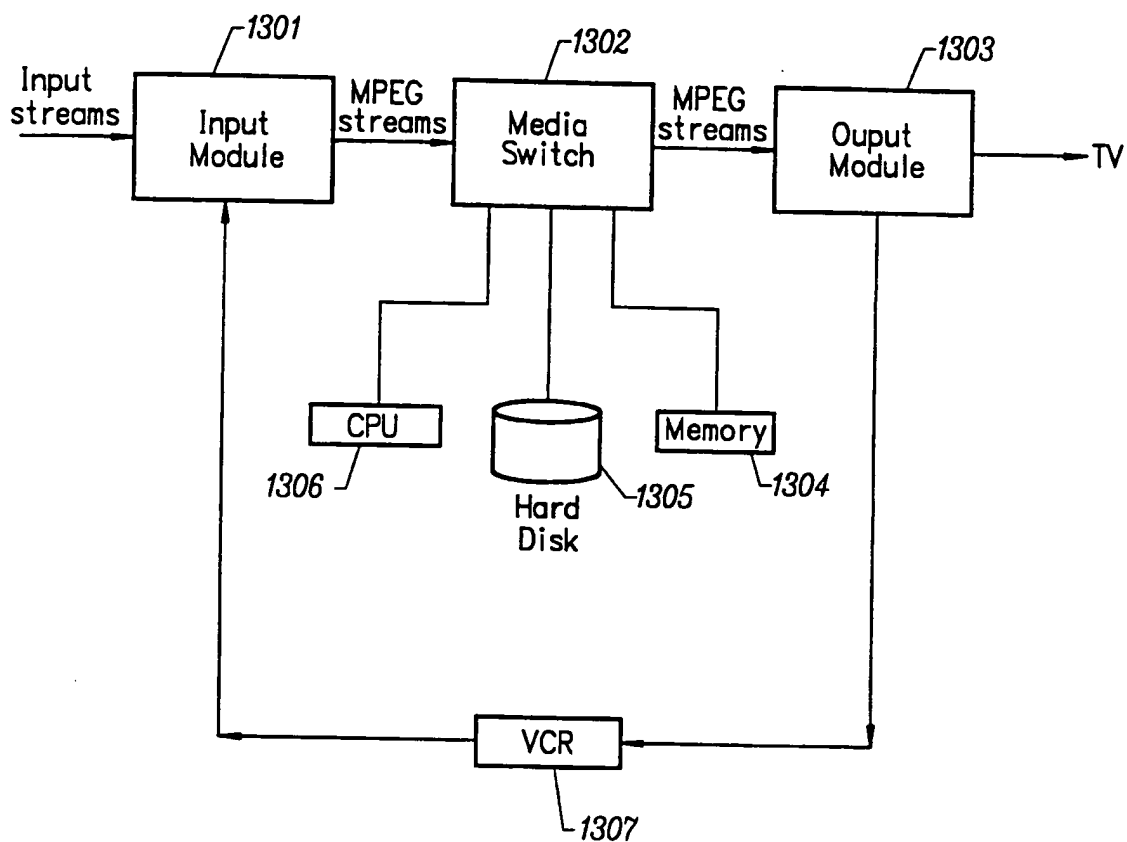 1301
1302
1303
Input
streams
Input
Module
MPEG
streams
Media
Switch
MPEG
streams
Ouput
Module
TV
CPU
1306
Hard
Disk
1305
Memory
1304
VCR
1307